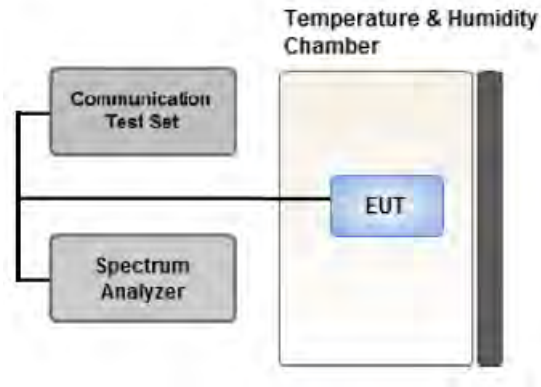 Temperature & Humidity
Chamber
Communication
Test Set
EUT
Spectrum
Analyzer